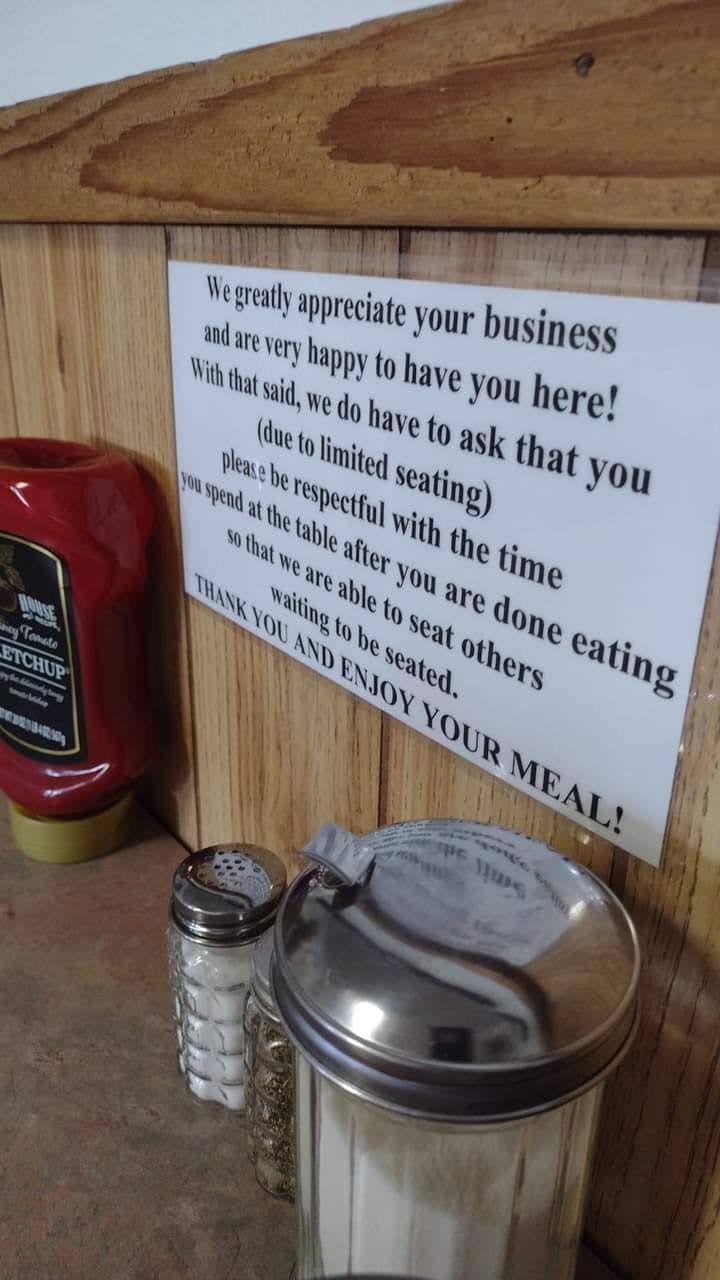 We greatly appreciate your business
and are very happy to have you here!
With that said, we do have to ask that you
(due to limited seating)
please be respectful with the time
you spend at the table after you are done eating
so that we are able to seat others
waiting to be seated.
THANK YOU AND ENJOY YOUR MEAL!
HOUSE
Tomato
ETCHUP